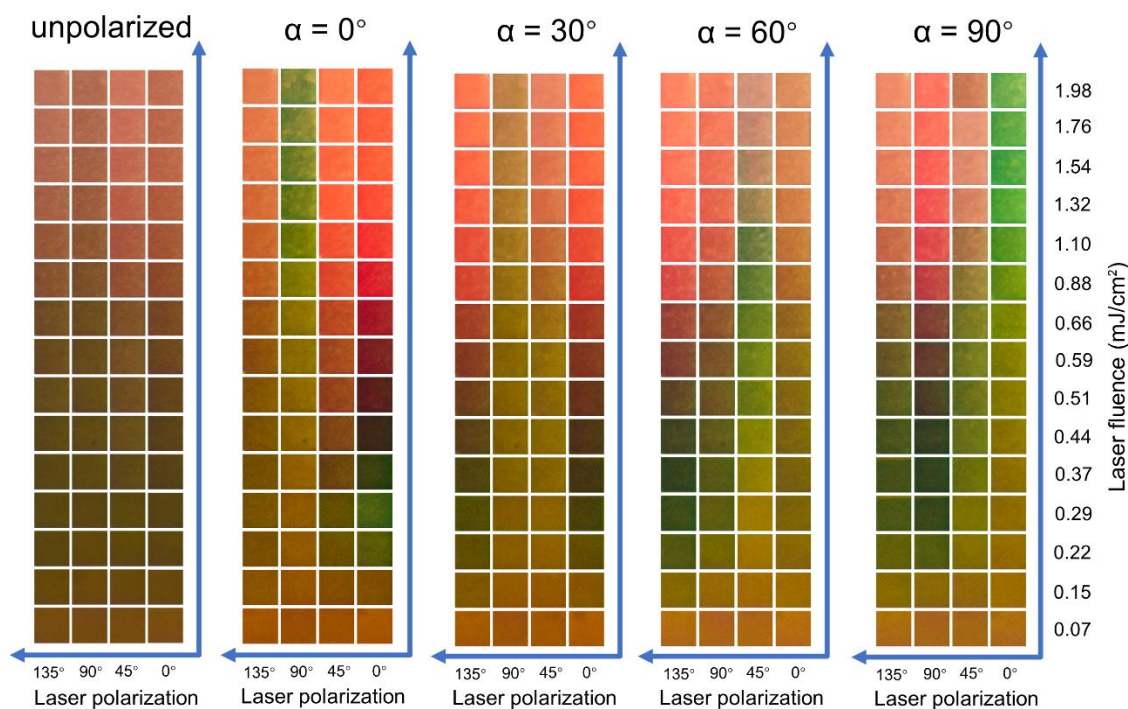 unpolarized
α = 0°
α = 30°
α = 60°
α = 90°
1.98
1.76
1.54
1.32
1.10
0.88
0.66
0.59
0.51
0.44
0.37
0.29
0.22
0.15
0.07
Laser fluence (mJ/cm²)
135° 90° 45° 0°
135° 90° 45° 0°
135° 90° 45° 0°
135° 90° 45° 0°
135° 90° 45° 0°
Laser polarization
Laser polarization
Laser polarization
Laser polarization
Laser polarization